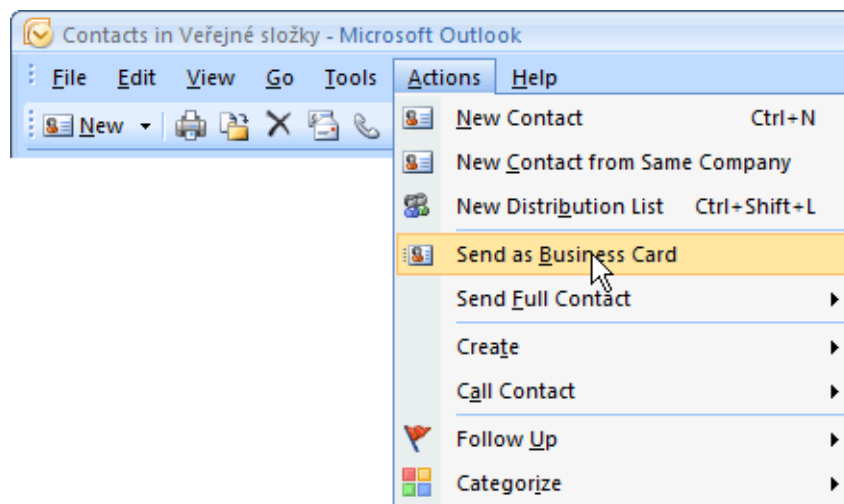 Contacts in Veřejné složky - Microsoft Outlook
File Edit View Go Tools Actions Help
New
New Contact Ctrl+N
New Contact from Same Company
New Distribution List Ctrl+Shift+L
Send as Business Card
Send Full Contact
Create
Call Contact
Follow Up
Categorize